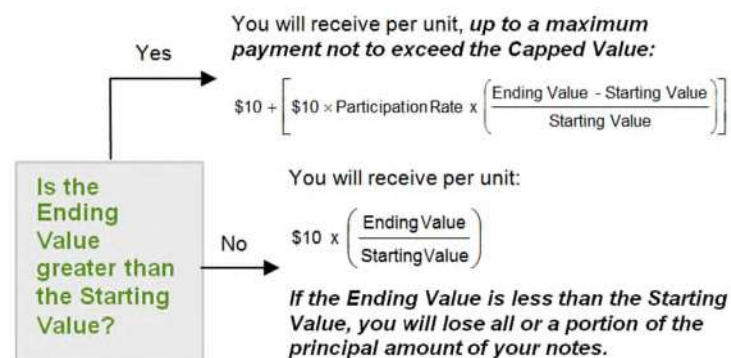 You will receive per unit, up to a maximum
payment not to exceed the Capped Value:
Yes
$10 + [ $10 × Participation Rate x ( Ending Value - Starting Value / Starting Value ) ]
Is the
Ending
Value
greater than
the Starting
Value?
No
You will receive per unit:
$10 x ( Ending Value / Starting Value )
If the Ending Value is less than the Starting
Value, you will lose all or a portion of the
principal amount of your notes.